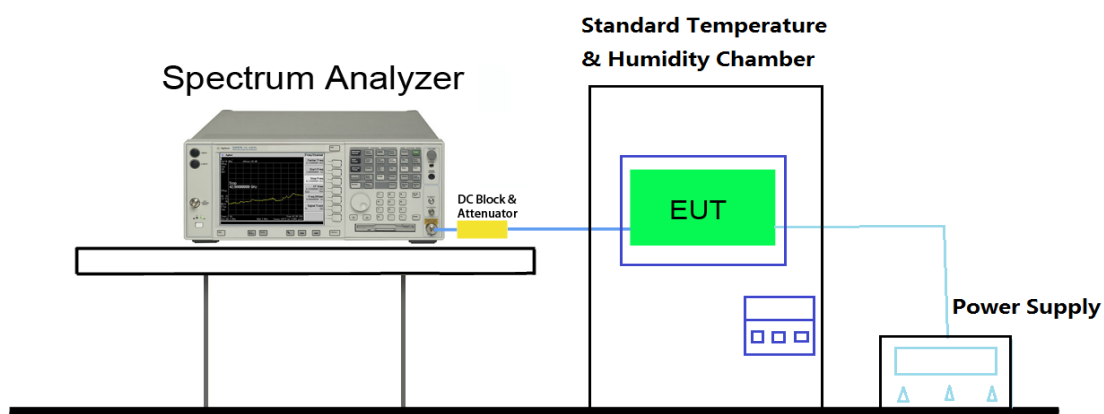 Standard Temperature
& Humidity Chamber
Spectrum Analyzer
DC Block &
Attenuator
EUT
Power Supply